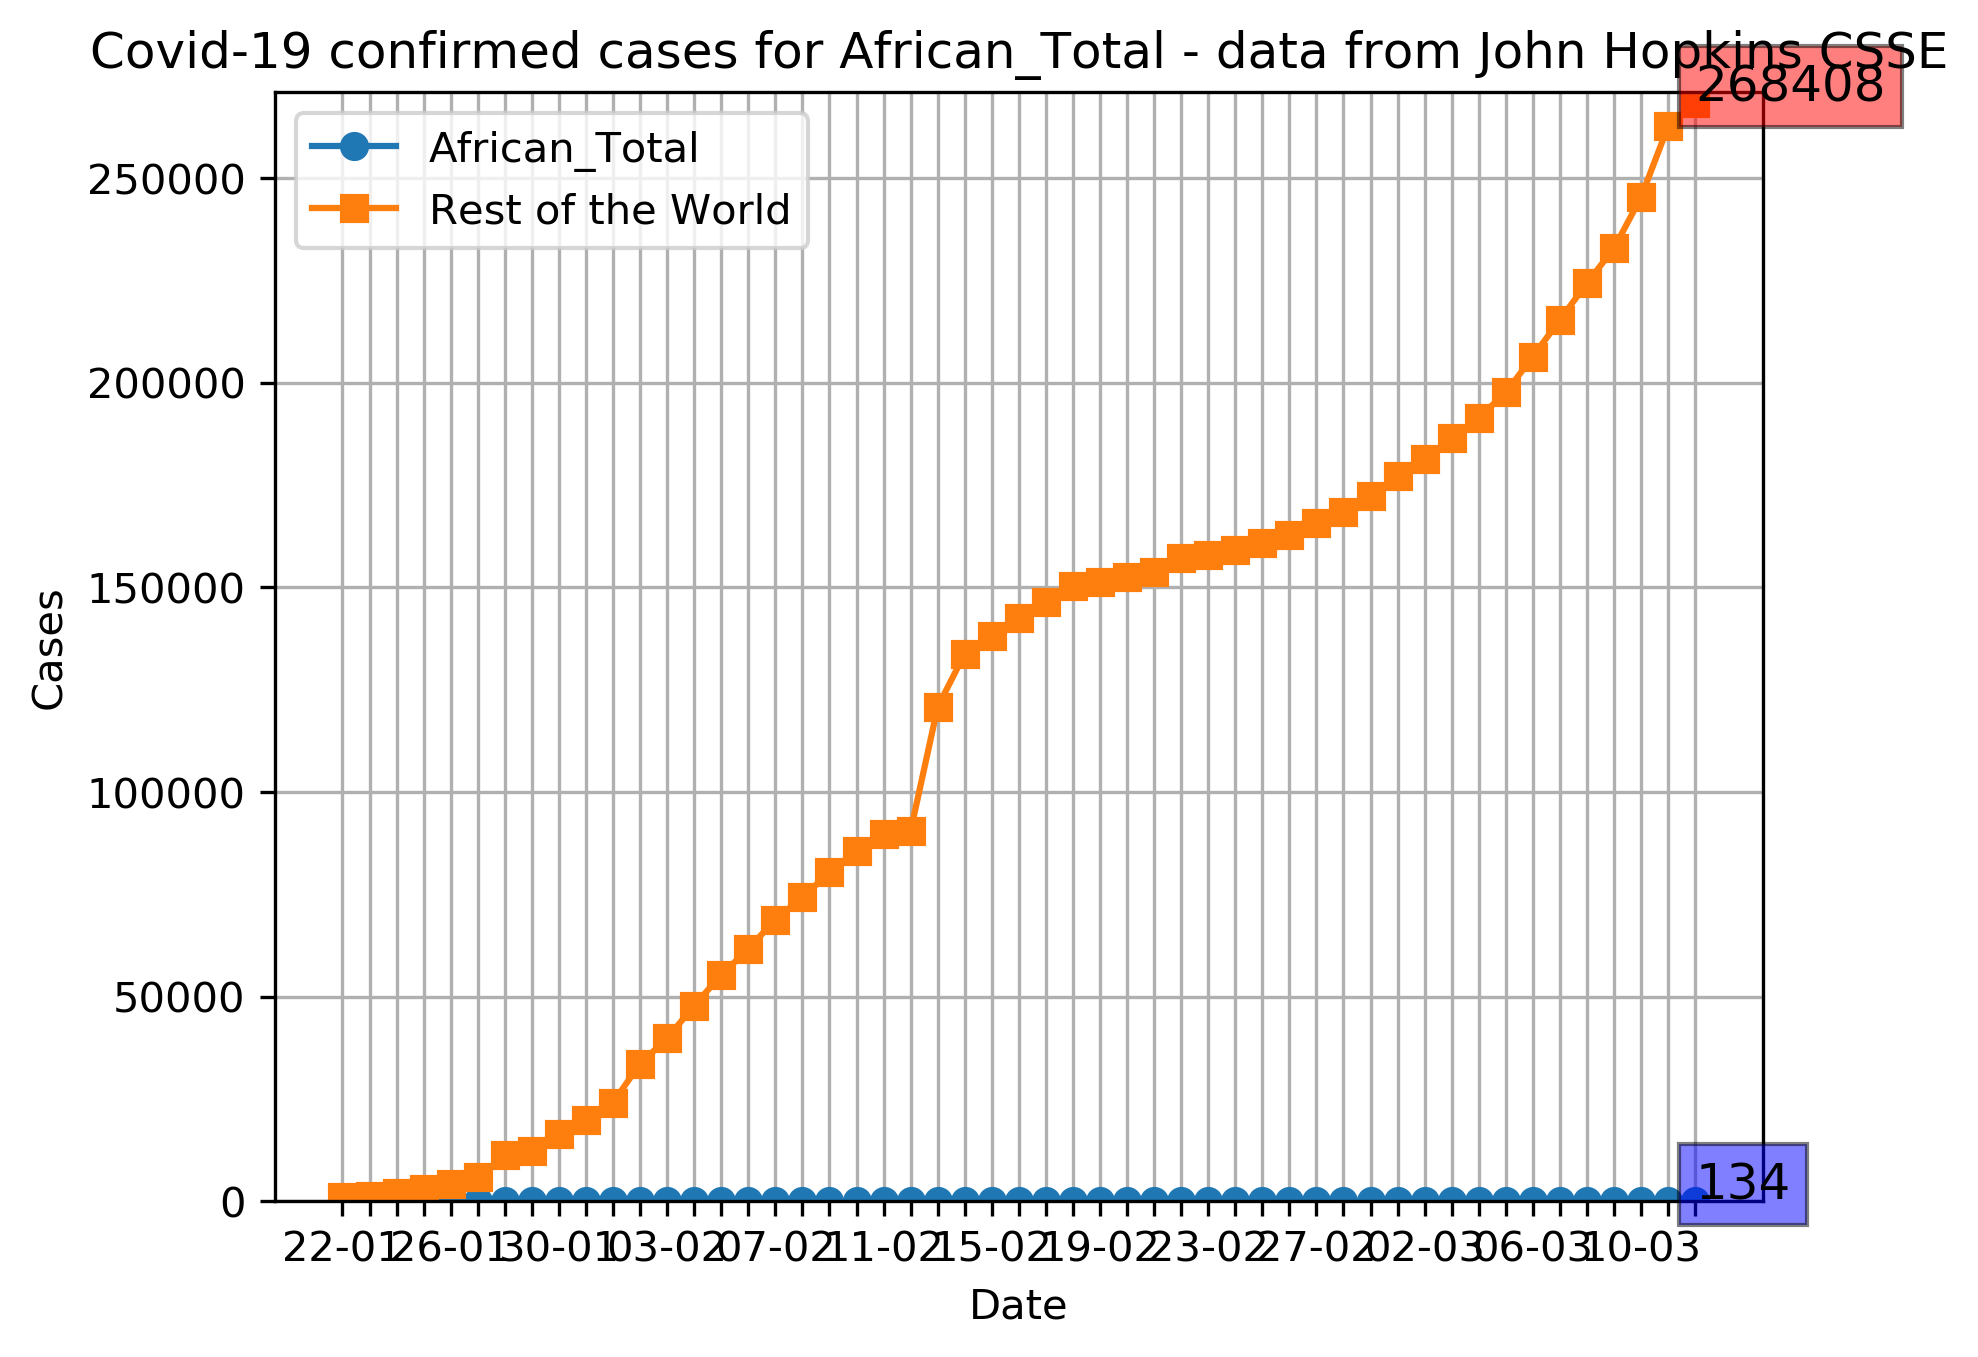 Covid-19 confirmed cases for African_Total - data from John Hopkins CSSE
268408
African_Total
Rest of the World
250000
200000
150000
100000
50000
0
Cases
134
22-01 26-01 30-01 03-02 07-02 11-02 15-02 19-02 23-02 27-02 02-03 06-03 10-03
Date